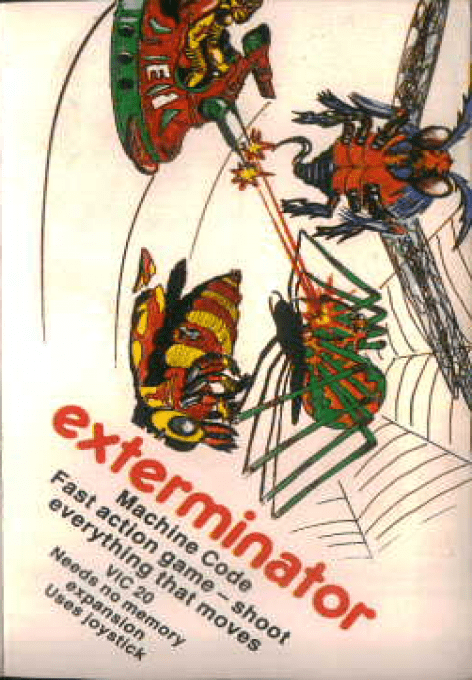 exterminator
Machine Code
Fast action game – shoot
everything that moves
VIC 20
Needs no memory
expansion
Uses joystick